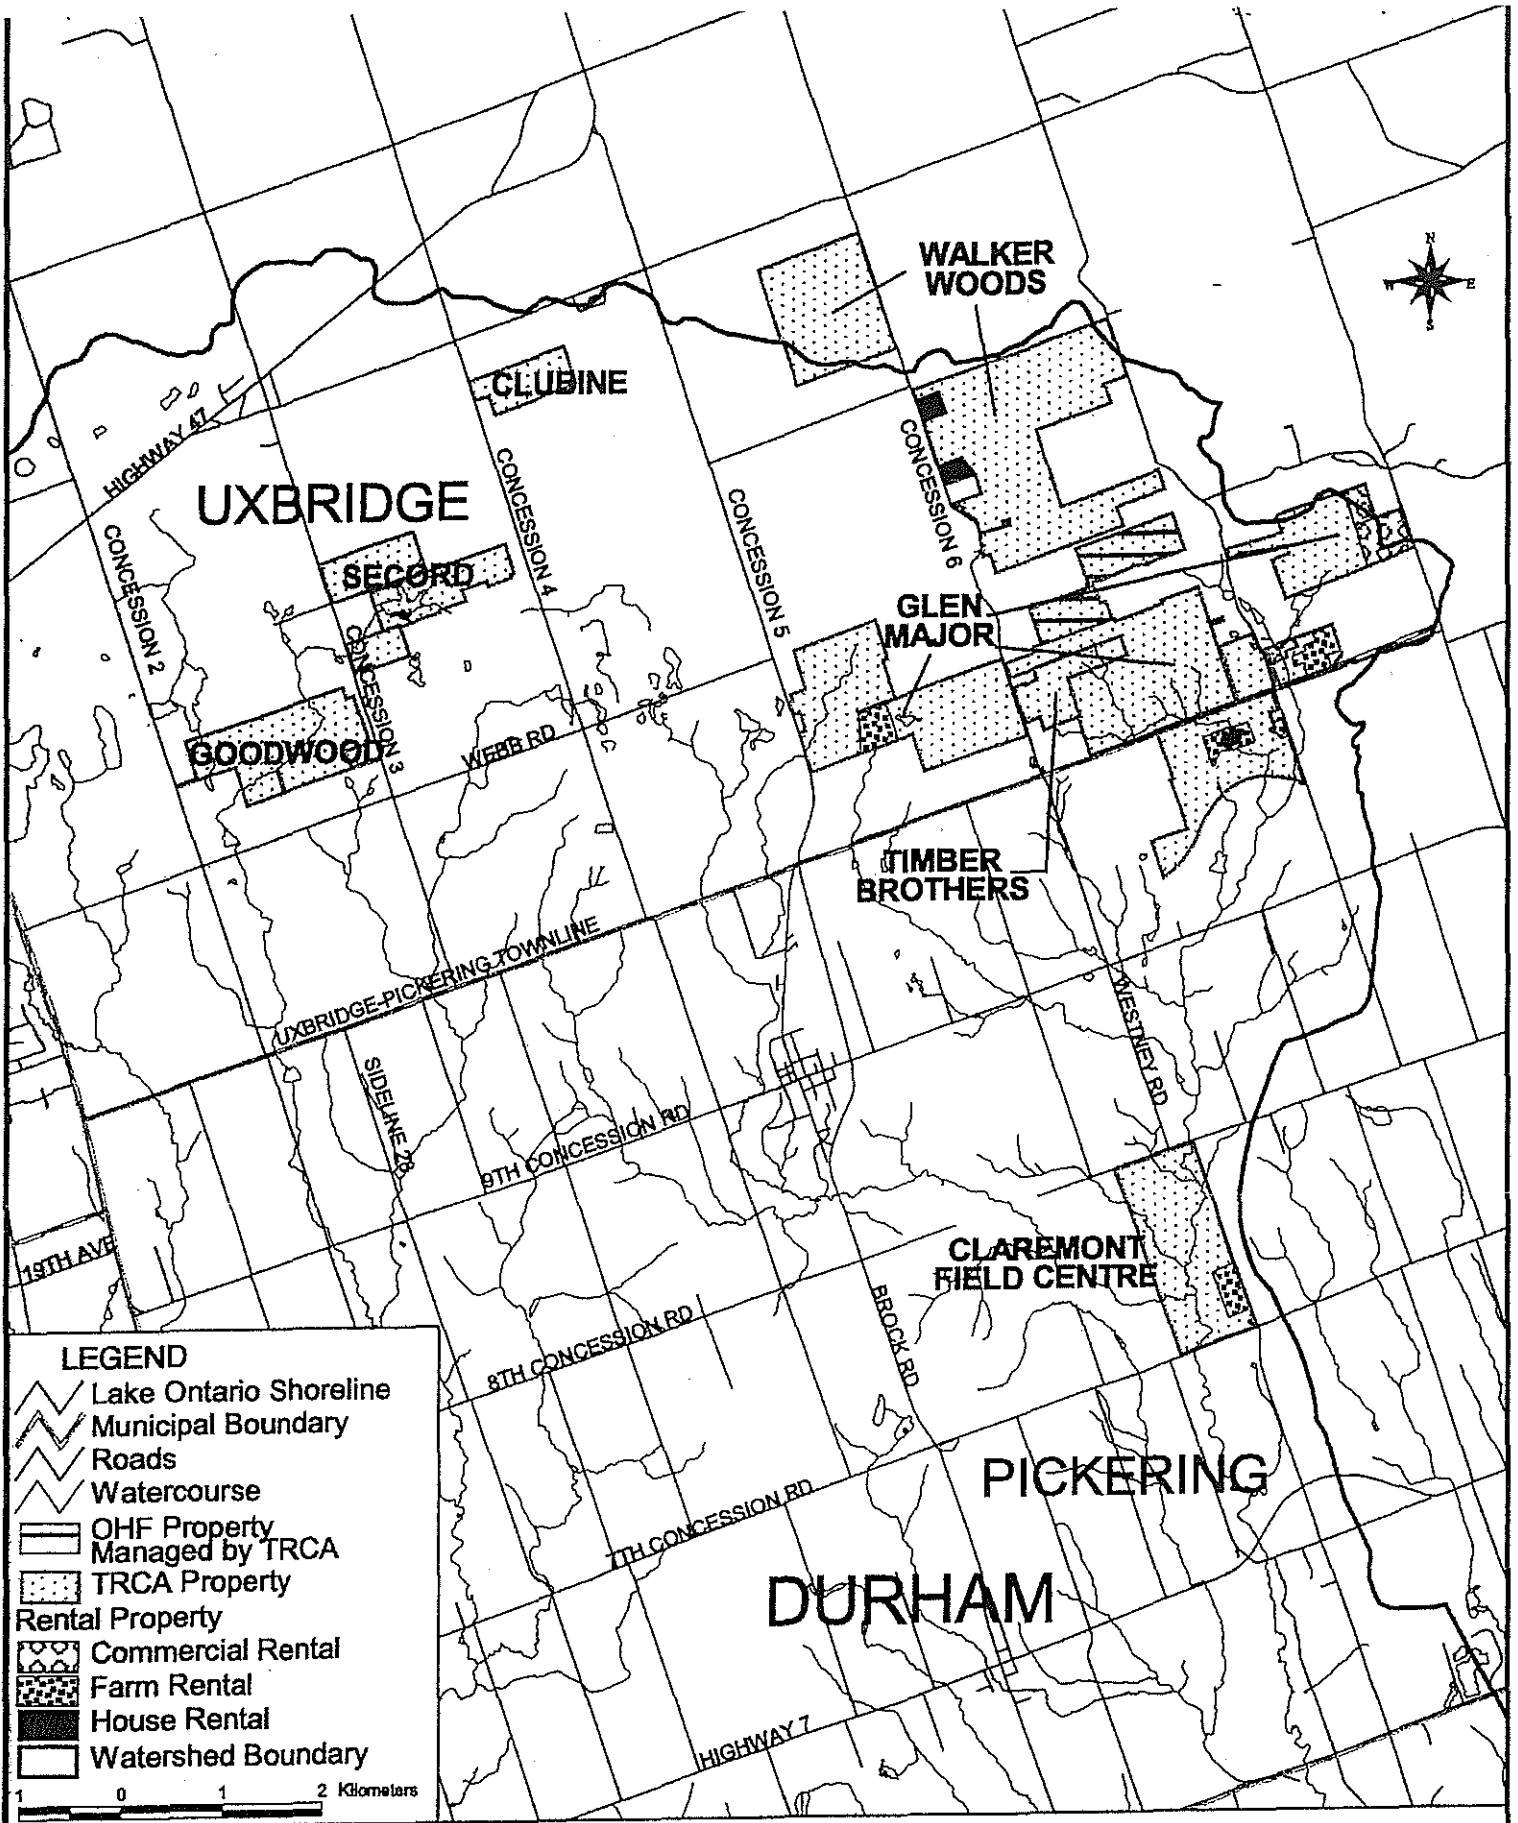 N
W
E
S
WALKER
WOODS
CLUBINE
HIGHWAY 47
UXBRIDGE
CONCESSION 4
CONCESSION 6
CONCESSION 5
CONCESSION 2
SECORD
GLEN
MAJOR
CONCESSION 3
GOODWOOD
WEBB RD
TIMBER
BROTHERS
UXBRIDGE-PICKERING TOWNLINE
WESTNEY RD
SIDELINE 28
9TH CONCESSION RD
19TH AVE
CLAREMONT
FIELD CENTRE
BROCK RD
8TH CONCESSION RD
PICKERING
7TH CONCESSION RD
DURHAM
HIGHWAY 7
LEGEND
Lake Ontario Shoreline
Municipal Boundary
Roads
Watercourse
OHF Property
Managed by TRCA
TRCA Property
Rental Property
Commercial Rental
Farm Rental
House Rental
Watershed Boundary
1 0 1 2 Kilometers